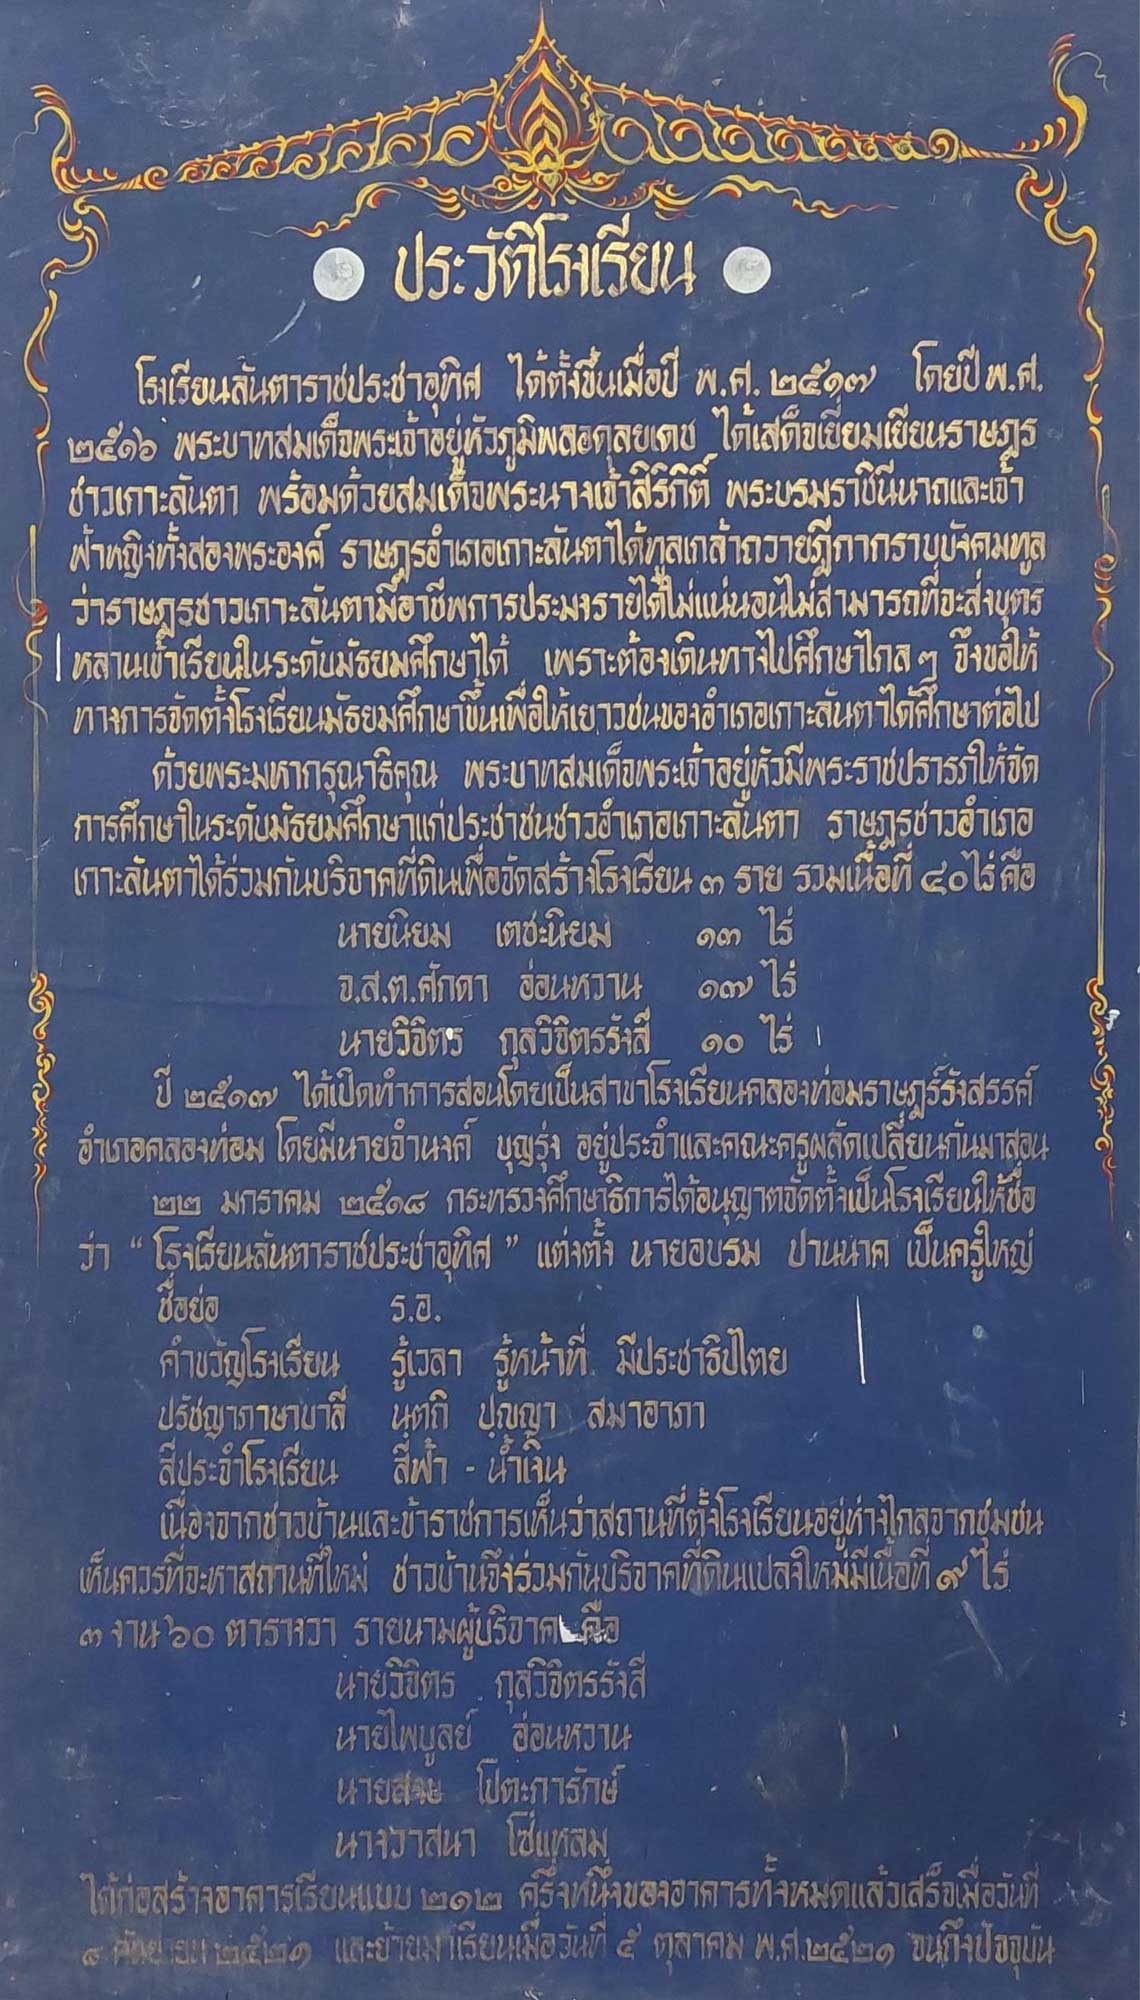 ประวัติโรงเรียน
โรงเรียนลันตาราชประชาอุทิศ ได้ตั้งขึ้นเมื่อปี พ.ศ. ๒๕๑๗ โดยปี พ.ศ.
๒๕๑๖ พระบาทสมเด็จพระเจ้าอยู่หัวภูมิพลอดุลยเดช ได้เสด็จเยี่ยมเยียนราษฎร
ชาวเกาะลันตา พร้อมด้วยสมเด็จพระนางเจ้าสิริกิติ์ พระบรมราชินีนาถและเจ้า
ฟ้าหญิงทั้งสองพระองค์ ราษฎรอำเภอเกาะลันตาได้ทูลเกล้าถวายฎีกากราบบังคมทูล
ว่าราษฎรชาวเกาะลันตามีอาชีพการประมงรายได้ไม่แน่นอนไม่สามารถที่จะส่งบุตร
หลานเข้าเรียนในระดับมัธยมศึกษาได้ เพราะต้องเดินทางไปศึกษาไกล ๆ จึงขอให้
ทางการจัดตั้งโรงเรียนมัธยมศึกษาขึ้นเพื่อให้เยาวชนของอำเภอเกาะลันตาได้ศึกษาต่อไป
ด้วยพระมหากรุณาธิคุณ พระบาทสมเด็จพระเจ้าอยู่หัวมีพระราชปรารภให้จัด
การศึกษาในระดับมัธยมศึกษาแก่ประชาชนชาวอำเภอเกาะลันตา ราษฎรชาวอำเภอ
เกาะลันตาได้ร่วมกันบริจาคที่ดินเพื่อจัดสร้างโรงเรียน ๓ ราย รวมเนื้อที่ ๔๐ ไร่ คือ
นายนิยม เตชะนิยม ๑๓ ไร่
จ.ส.ต.ศักดา อ่อนหวาน ๑๗ ไร่
นายวิจิตร กุลวิจิตรรังสี ๑๐ ไร่
ปี ๒๕๑๗ ได้เปิดทำการสอนโดยเป็นสาขาโรงเรียนคลองท่อมราษฎร์รังสรรค์
อำเภอคลองท่อม โดยมีนายจำนงค์ บุญรุ่ง อยู่ประจำและคณะครูผลัดเปลี่ยนกันมาสอน
๒๒ มกราคม ๒๕๑๘ กระทรวงศึกษาธิการได้อนุญาตจัดตั้งเป็นโรงเรียนให้ชื่อ
ว่า “ โรงเรียนลันตาราชประชาอุทิศ ” แต่งตั้ง นายอบรม ปานนาค เป็นครูใหญ่
ชื่อย่อ ร.อ.
คำขวัญโรงเรียน รู้เวลา รู้หน้าที่ มีประชาธิปไตย
ปรัชญาภาษาบาลี นตถิ ปญญา สมาอาภา
สีประจำโรงเรียน สีฟ้า - น้ำเงิน
เนื่องจากชาวบ้านและข้าราชการเห็นว่าสถานที่ตั้งโรงเรียนอยู่ห่างไกลจากชุมชน
เห็นควรที่จะหาสถานที่ใหม่ ชาวบ้านจึงร่วมกันบริจาคที่ดินแปลงใหม่มีเนื้อที่ ๙ ไร่
๓ งาน ๖๐ ตารางวา รายนามผู้บริจาค คือ
นายวิจิตร กุลวิจิตรรังสี
นายไพบูลย์ อ่อนหวาน
นาย โปตะการักษ์
นางวาสนา โซ่แหลม
ได้ก่อสร้างอาคารเรียนแบบ ๒๑๒ ครึ่งหนึ่งของอาคารทั้งหมดแล้วเสร็จเมื่อวันที่
กันยายน ๒๕๒๑ และย้ายมาเรียนเมื่อวันที่ ๕ ตุลาคม พ.ศ.๒๕๒๑ จนถึงปัจจุบัน